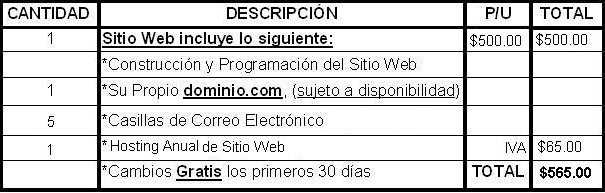 CANTIDAD DESCRIPCIÓN P/U TOTAL
1 Sitio Web incluye lo siguiente: $500.00 $500.00
*Construcción y Programación del Sitio Web
1 *Su Propio dominio.com, (sujeto a disponibilidad)
5 *Casillas de Correo Electrónico
1 *Hosting Anual de Sitio Web IVA $65.00
*Cambios Gratis los primeros 30 días TOTAL $565.00